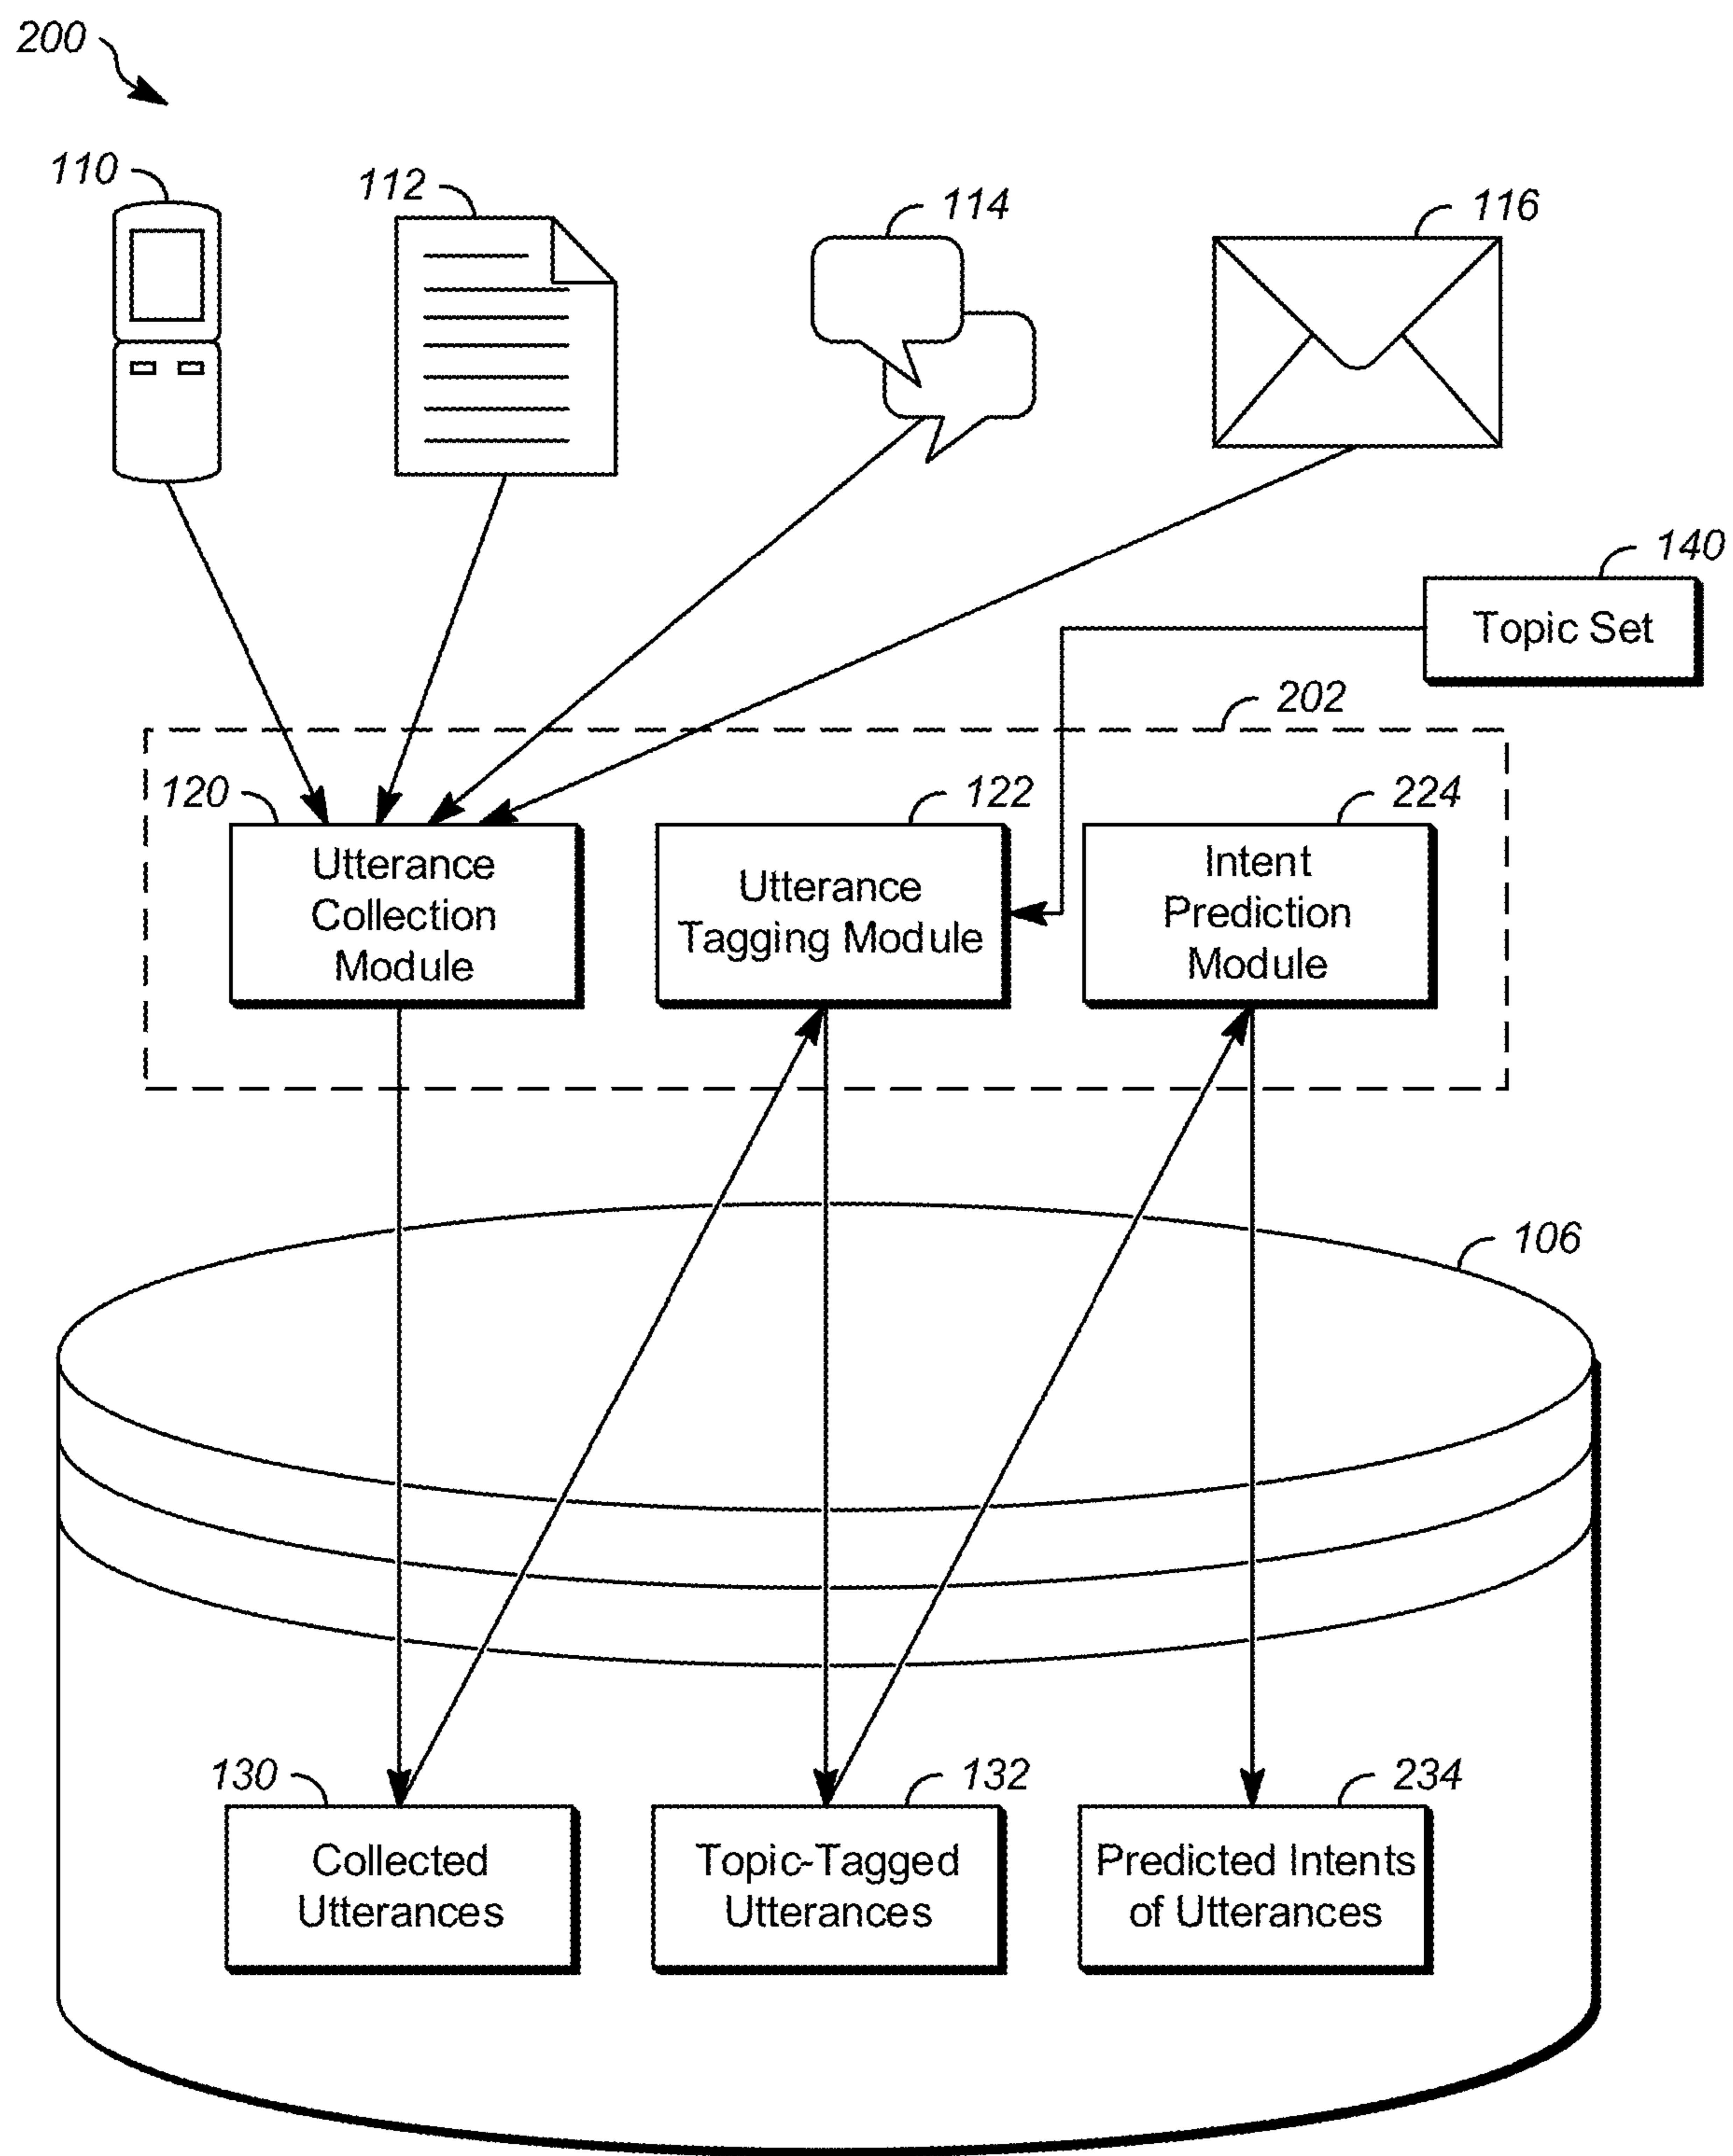 200
110
112
114
116
140
Topic Set
202
120
122
224
Utterance
Collection
Module
Utterance
Tagging Module
Intent
Prediction
Module
106
130
132
234
Collected
Utterances
Topic-Tagged
Utterances
Predicted Intents
of Utterances